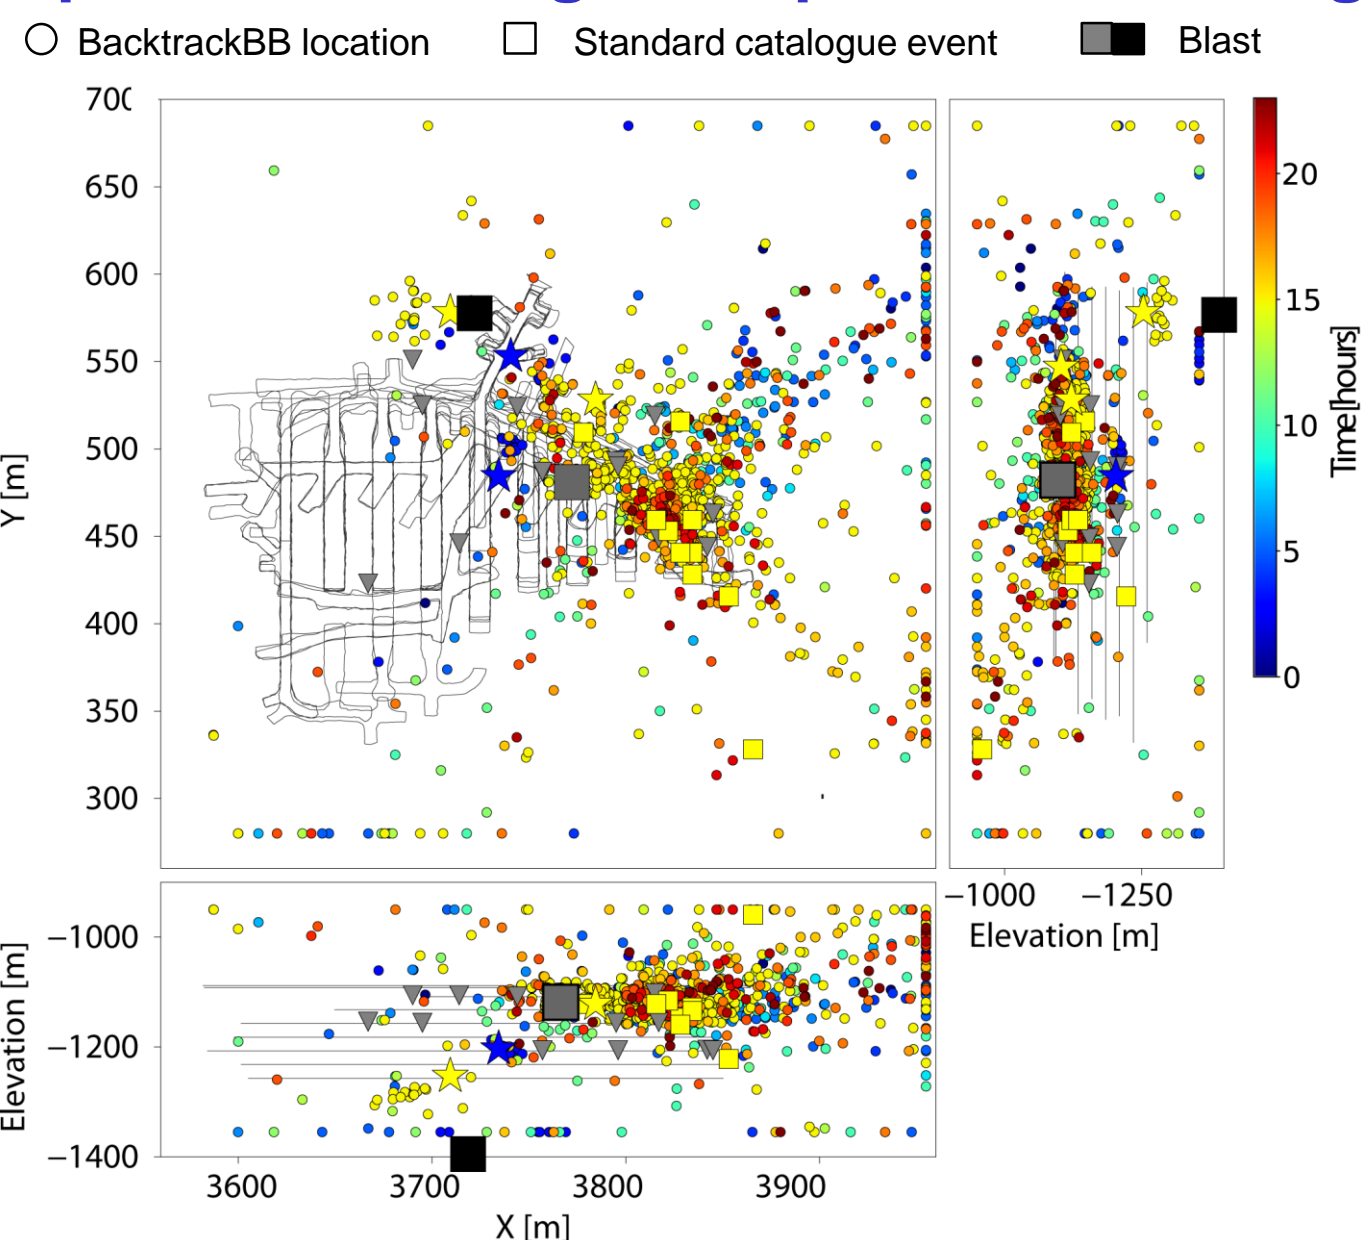 BacktrackBB location Standard catalogue event Blast
700
650
600
550
500
450
400
350
300
Y [m]
20
15
10
5
0
Time[hours]
−1000 −1250
Elevation [m]
−1000
−1200
−1400
Elevation [m]
3600 3700 3800 3900
X [m]